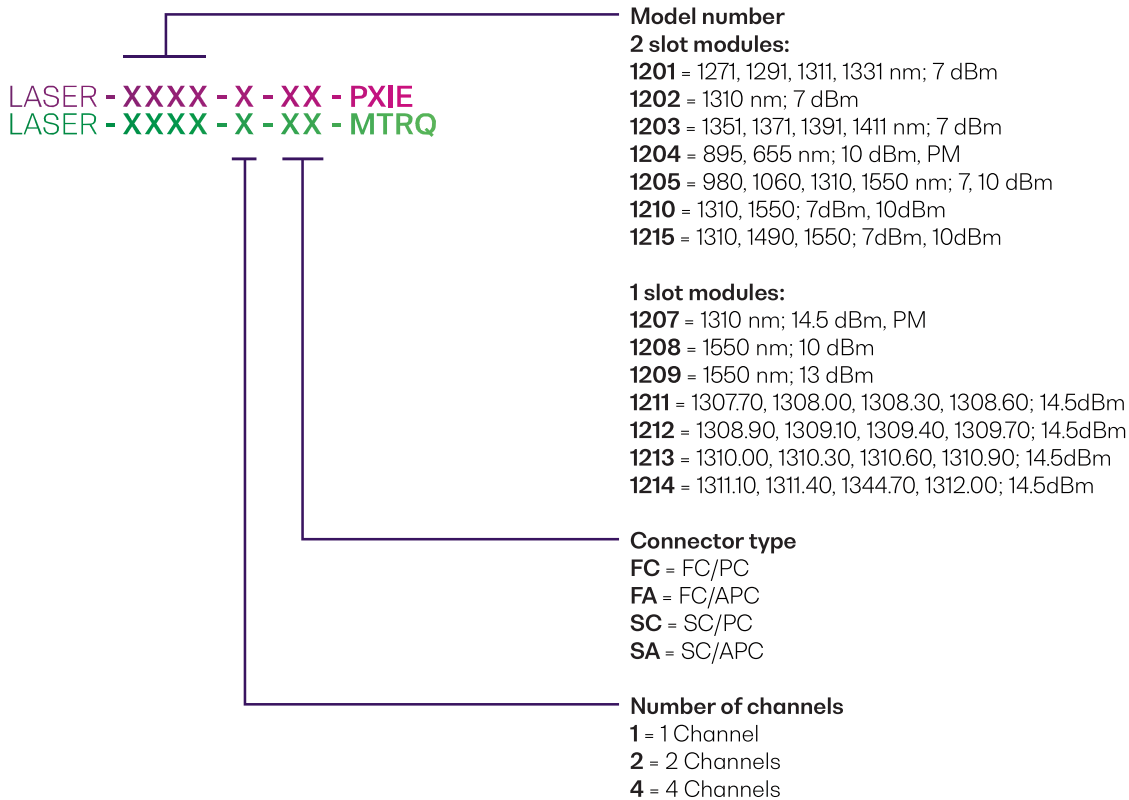 Model number
2 slot modules:
1201 = 1271, 1291, 1311, 1331 nm; 7 dBm
1202 = 1310 nm; 7 dBm
1203 = 1351, 1371, 1391, 1411 nm; 7 dBm
1204 = 895, 655 nm; 10 dBm, PM
1205 = 980, 1060, 1310, 1550 nm; 7, 10 dBm
1210 = 1310, 1550; 7dBm, 10dBm
1215 = 1310, 1490, 1550; 7dBm, 10dBm
LASER - XXXX - X - XX - PXIE
LASER - XXXX - X - XX - MTRQ
1 slot modules:
1207 = 1310 nm; 14.5 dBm, PM
1208 = 1550 nm; 10 dBm
1209 = 1550 nm; 13 dBm
1211 = 1307.70, 1308.00, 1308.30, 1308.60; 14.5dBm
1212 = 1308.90, 1309.10, 1309.40, 1309.70; 14.5dBm
1213 = 1310.00, 1310.30, 1310.60, 1310.90; 14.5dBm
1214 = 1311.10, 1311.40, 1344.70, 1312.00; 14.5dBm
Connector type
FC = FC/PC
FA = FC/APC
SC = SC/PC
SA = SC/APC
Number of channels
1 = 1 Channel
2 = 2 Channels
4 = 4 Channels